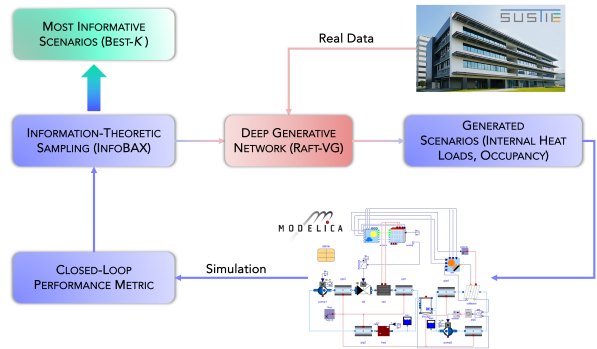 MOST INFORMATIVE
SCENARIOS (BEST-K)
Real Data
SUSTIE
INFORMATION-THEORETIC
SAMPLING (INFOBAX)
DEEP GENERATIVE
NETWORK (RAFT-VG)
GENERATED
SCENARIOS (INTERNAL HEAT
LOADS, OCCUPANCY)
MODELICA
CLOSED-LOOP
PERFORMANCE METRIC
Simulation